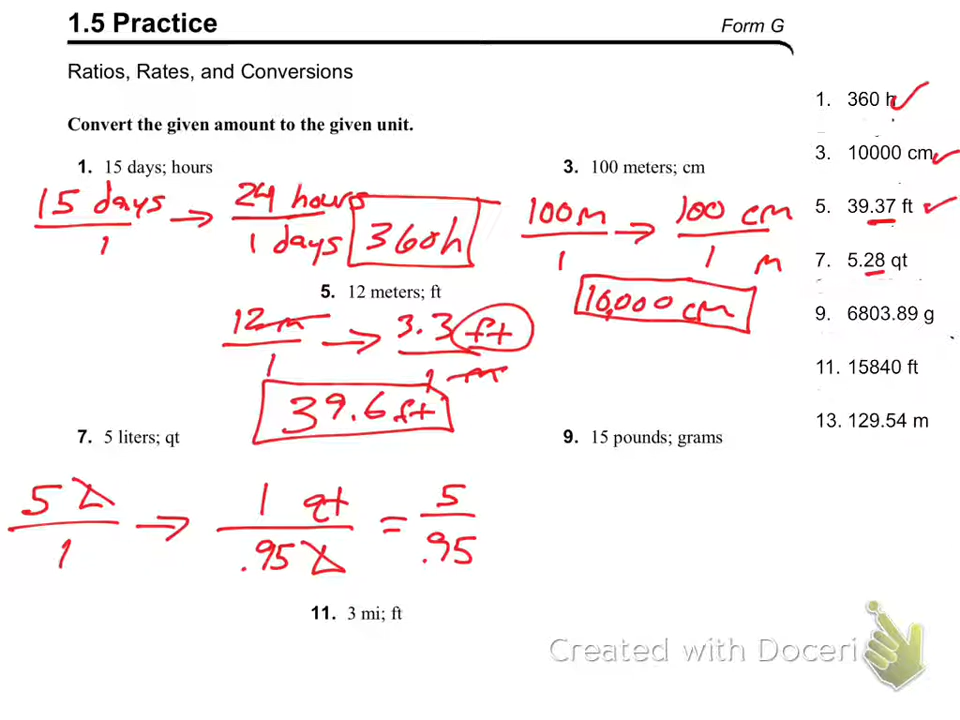 1.5 Practice
Form G
Ratios, Rates, and Conversions
Convert the given amount to the given unit.
1. 15 days; hours
15 days / 1 → 24 hours / 1 days 360h
3. 100 meters; cm
100M / 1 → 100 cm / 1 M
10,000 cm
5. 12 meters; ft
12m / 1 → 3.3 ft / 1 m
39.6 ft
7. 5 liters; qt
5 L / 1 → 1 qt / .95 L = 5 / .95
9. 15 pounds; grams
11. 3 mi; ft
1. 360 h
3. 10000 cm
5. 39.37 ft
7. 5.28 qt
9. 6803.89 g
11. 15840 ft
13. 129.54 m
Created with Doceri